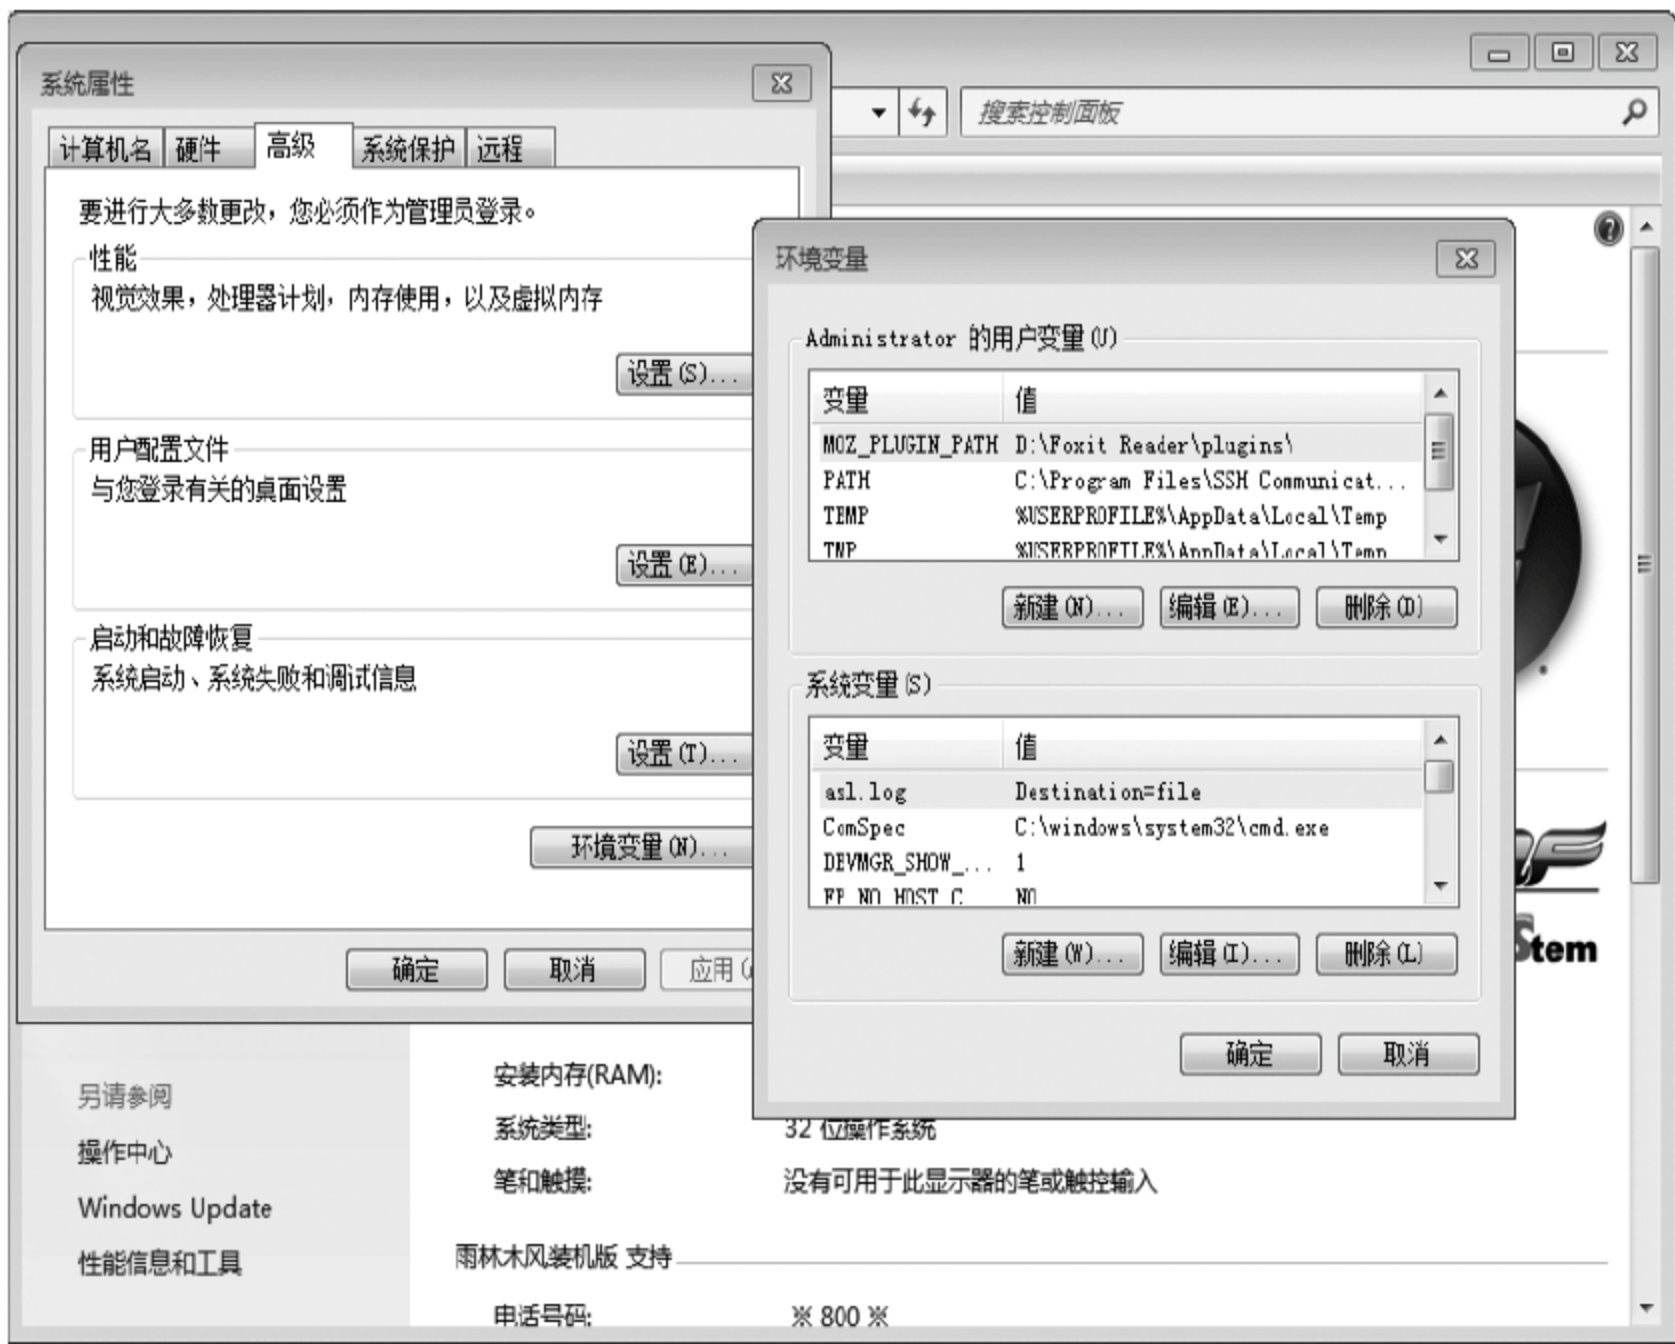 系统属性
搜索控制面板
计算机名 硬件 高级 系统保护 远程
要进行大多数更改，您必须作为管理员登录。
性能
视觉效果，处理器计划，内存使用，以及虚拟内存
设置(S)...
用户配置文件
与您登录有关的桌面设置
设置(E)...
启动和故障恢复
系统启动、系统失败和调试信息
设置(T)...
环境变量(N)...
确定 取消 应用(
环境变量
Administrator 的用户变量(U)
变量 值
MOZ_PLUGIN_PATH D:\Foxit Reader\plugins\
PATH C:\Program Files\SSH Communicat...
TEMP %USERPROFILE%\AppData\Local\Temp
TMP %USERPROFILE%\AppData\Local\Temp
新建(N)... 编辑(E)... 删除(D)
系统变量(S)
变量 值
asl.log Destination=file
ComSpec C:\windows\system32\cmd.exe
DEVMGR_SHOW_... 1
FP_NO_HOST_C NO
新建(W)... 编辑(I)... 删除(L)
确定 取消
Stem
另请参阅
操作中心
Windows Update
性能信息和工具
安装内存(RAM):
系统类型: 32 位操作系统
笔和触摸: 没有可用于此显示器的笔或触控输入
雨林木风装机版 支持
电话号码: ※ 800 ※